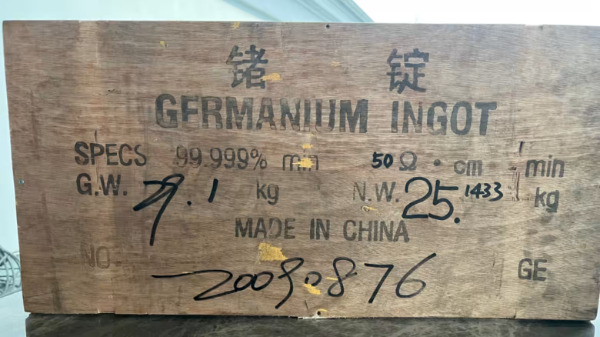 锗 锭
GERMANIUM INGOT
SPECS 99.999% min 50Ω·cm min
G.W. 29.1 kg N.W. 25.1433 kg
MADE IN CHINA
NO. 20090876 GE